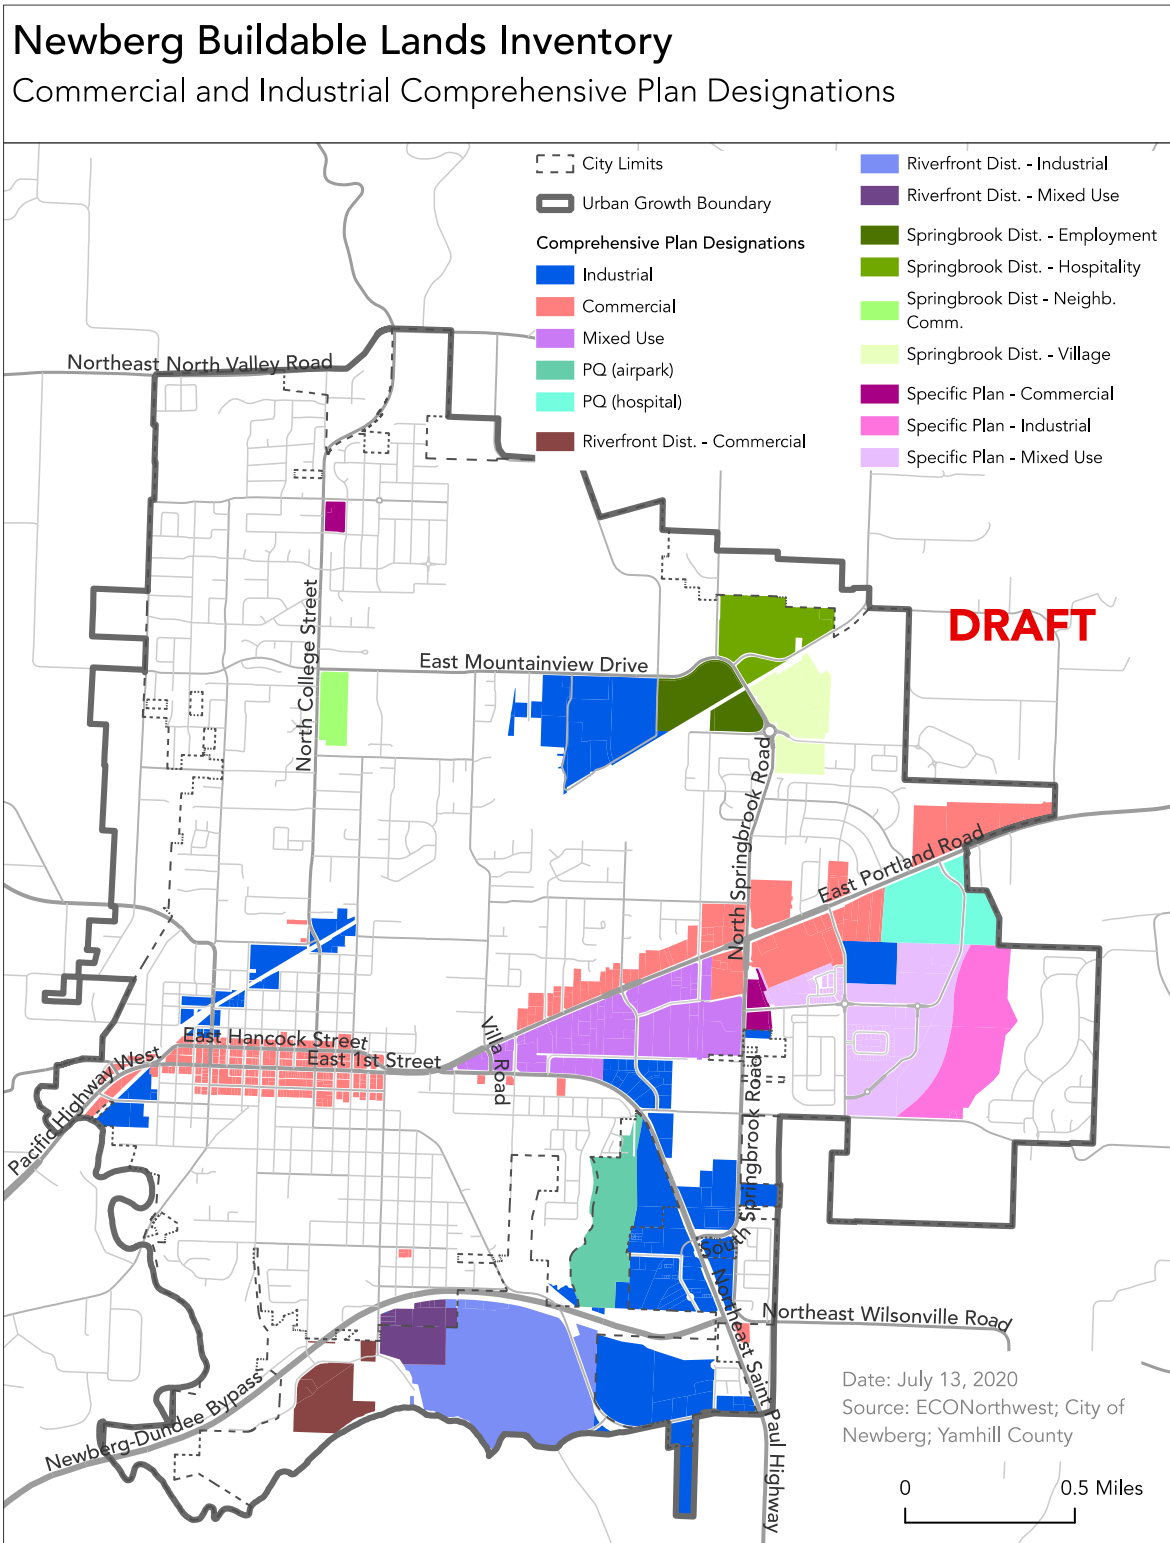 Newberg Buildable Lands Inventory
Commercial and Industrial Comprehensive Plan Designations
City Limits
Urban Growth Boundary
Comprehensive Plan Designations
Industrial
Commercial
Mixed Use
PQ (airpark)
PQ (hospital)
Riverfront Dist. - Commercial
Riverfront Dist. - Industrial
Riverfront Dist. - Mixed Use
Springbrook Dist. - Employment
Springbrook Dist. - Hospitality
Springbrook Dist - Neighb.
Comm.
Springbrook Dist. - Village
Specific Plan - Commercial
Specific Plan - Industrial
Specific Plan - Mixed Use
Northeast North Valley Road
DRAFT
North College Street
East Mountainview Drive
North Springbrook Road
East Portland Road
East Hancock Street
East 1st Street
Villa Road
Pacific Highway West
South Springbrook Road
Northeast Wilsonville Road
Northeast Saint Paul Highway
Newberg-Dundee Bypass
Date: July 13, 2020
Source: ECONorthwest; City of
Newberg; Yamhill County
0 0.5 Miles